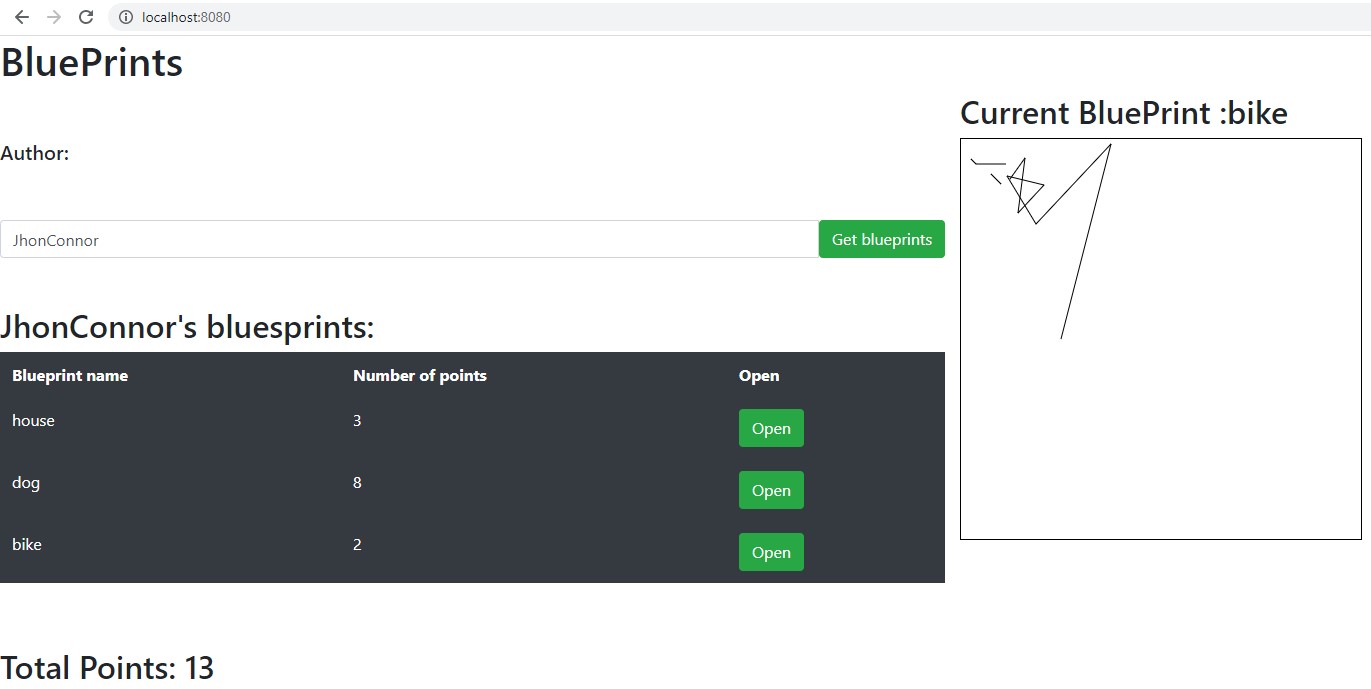 localhost:8080
BluePrints
Current BluePrint :bike
Author:
JhonConnor
Get blueprints
JhonConnor's bluesprints:
Blueprint name Number of points Open
house 3 Open
dog 8 Open
bike 2 Open
Total Points: 13